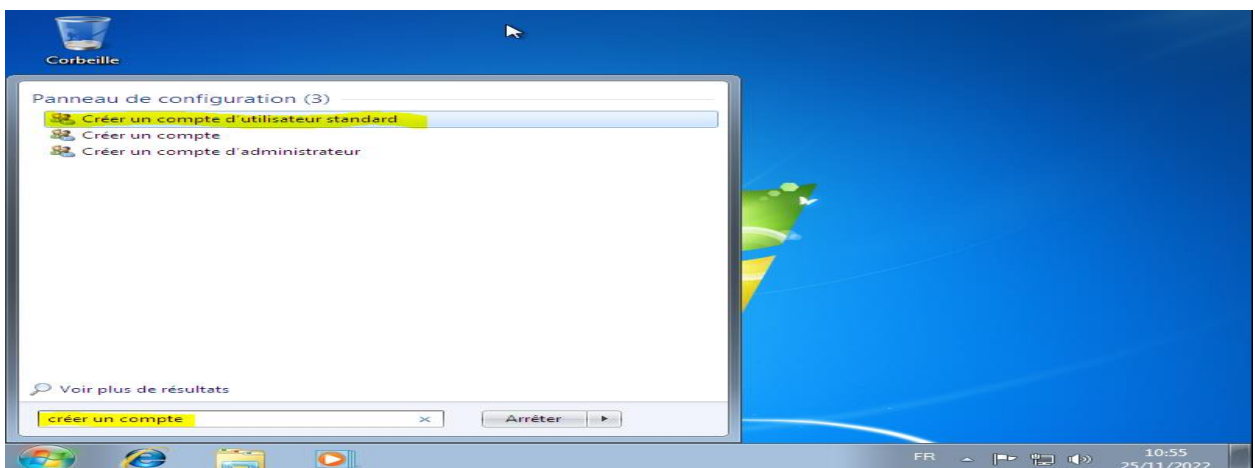 Corbeille
Panneau de configuration (3)
Créer un compte d'utilisateur standard
Créer un compte
Créer un compte d'administrateur
Voir plus de résultats
créer un compte
Arrêter
FR
10:55
25/11/2022